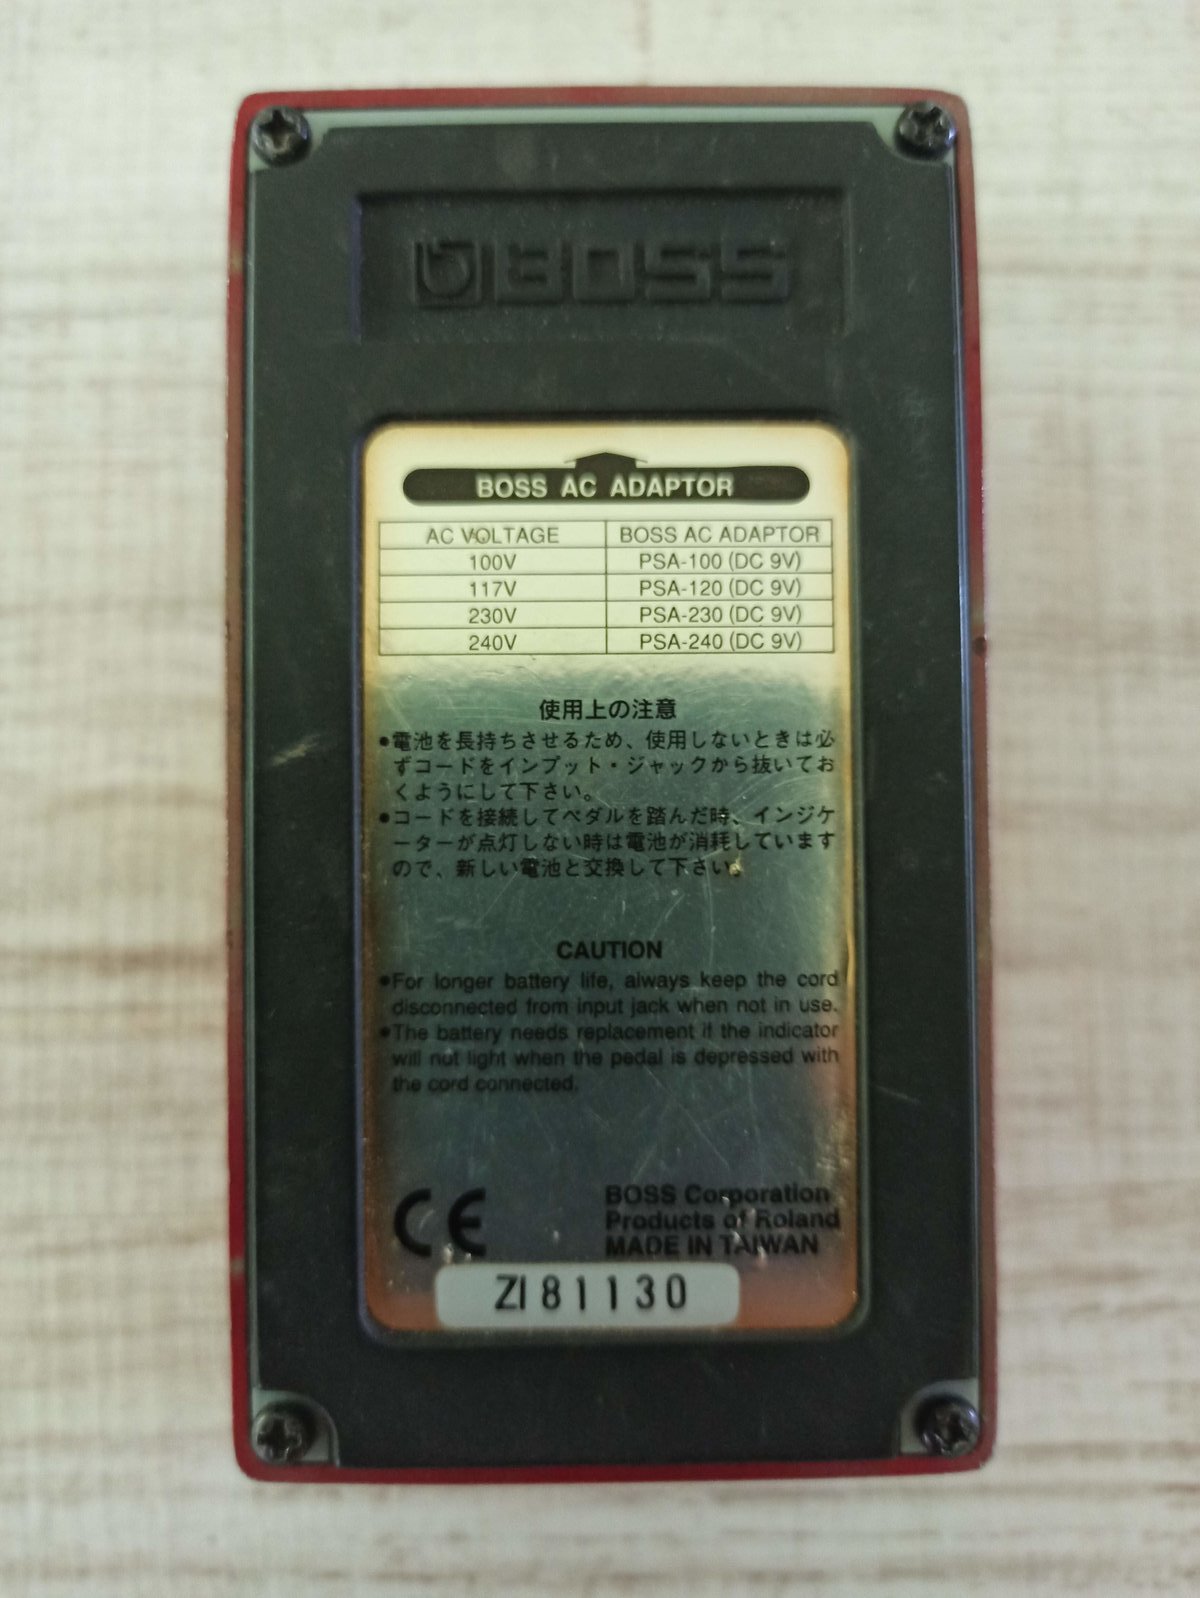 BOSS
BOSS AC ADAPTOR
AC VOLTAGE BOSS AC ADAPTOR
100V PSA-100 (DC 9V)
117V PSA-120 (DC 9V)
230V PSA-230 (DC 9V)
240V PSA-240 (DC 9V)
使用上の注意
●電池を長持ちさせるため、使用しないときは必
ずコードをインプット・ジャックから抜いてお
くようにして下さい。
●コードを接続してペダルを踏んだ時、インジケ
ーターが点灯しない時は電池が消耗しています
ので、新しい電池と交換して下さい。
CAUTION
●For longer battery life, always keep the cord
disconnected from input jack when not in use.
●The battery needs replacement if the indicator
will not light when the pedal is depressed with
the cord connected.
CE
BOSS Corporation
Products of Roland
MADE IN TAIWAN
ZI81130